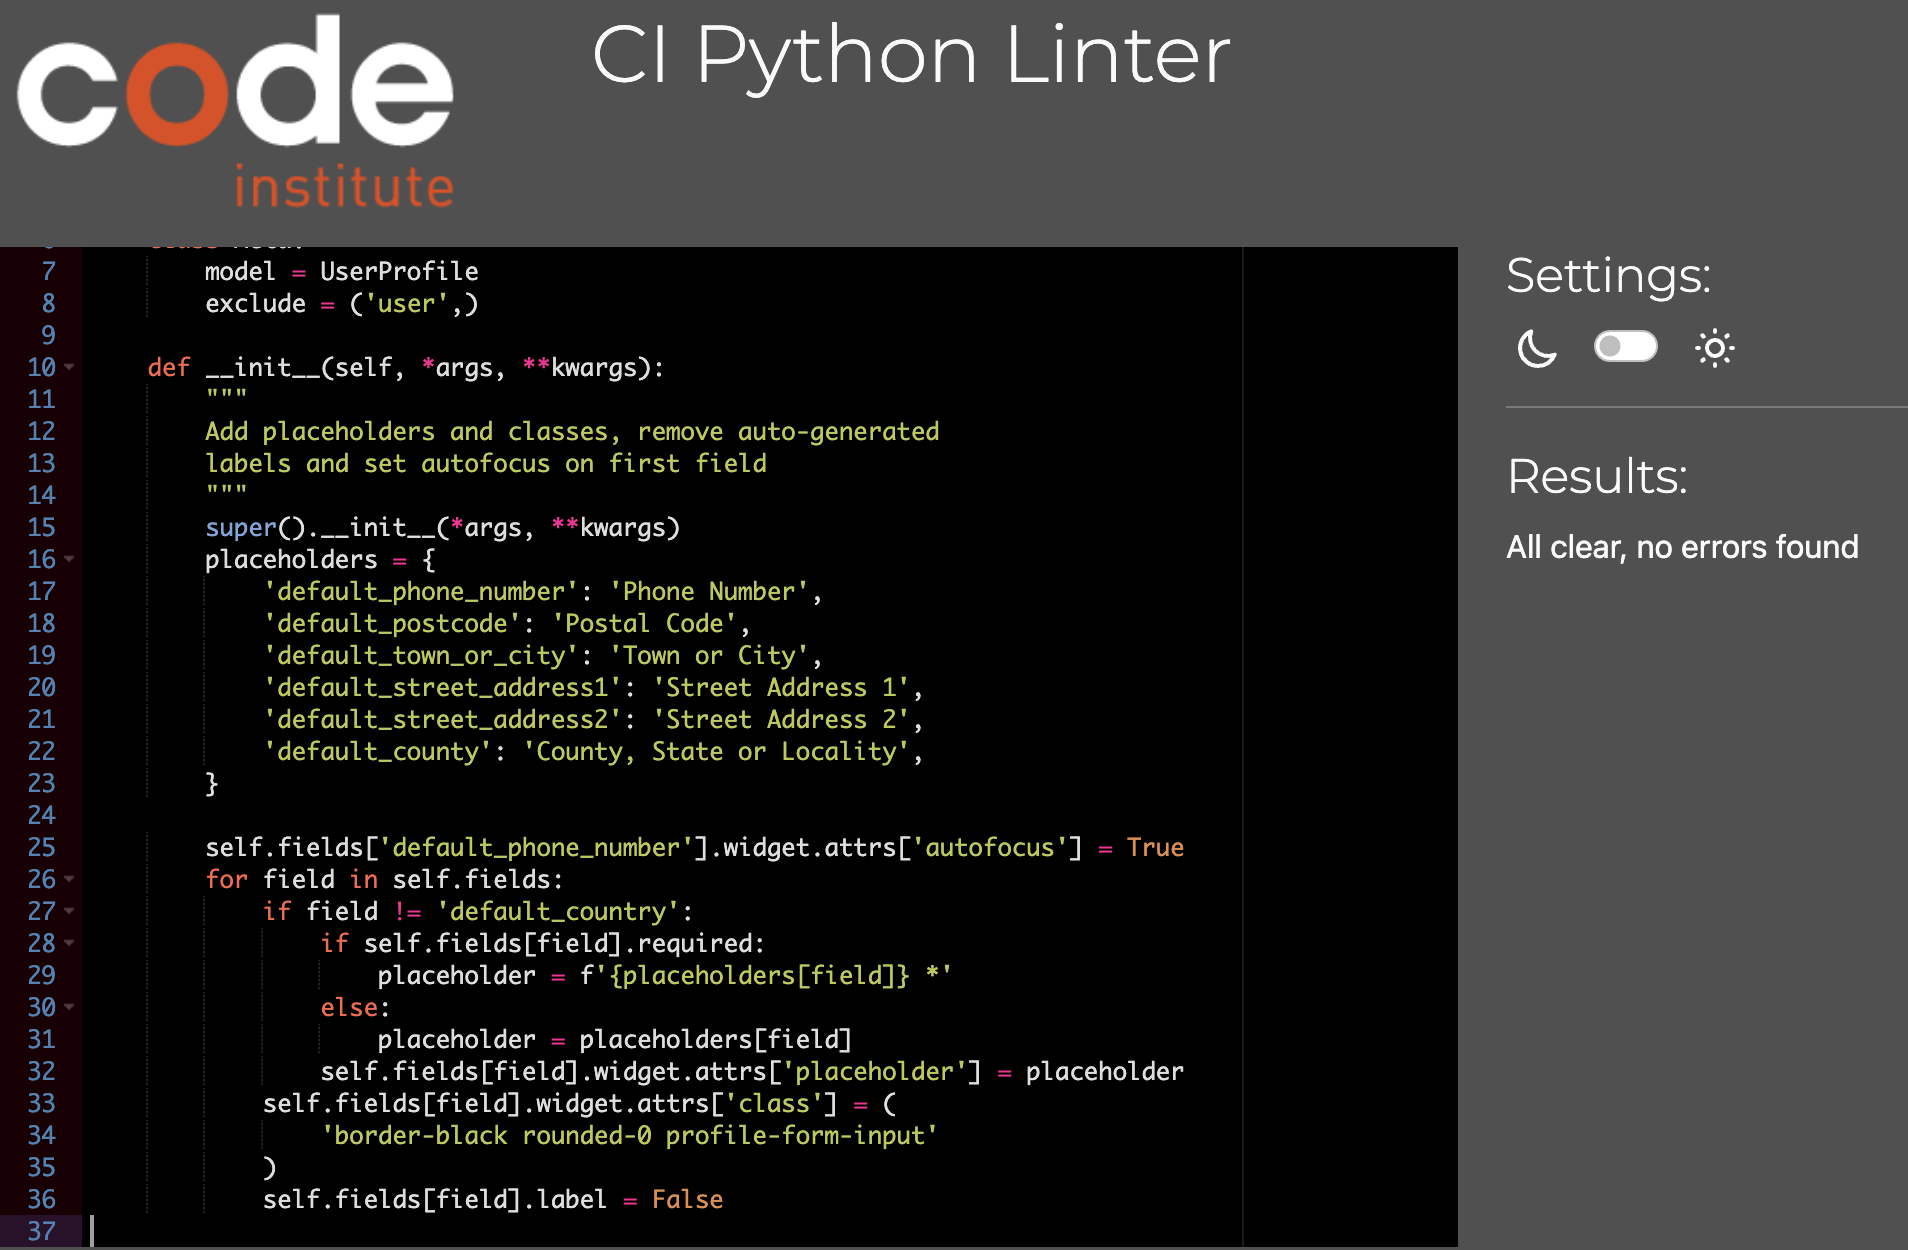 code
institute
CI Python Linter
7 model = UserProfile
8 exclude = ('user',)
9
10 def __init__(self, *args, **kwargs):
11 """
12 Add placeholders and classes, remove auto-generated
13 labels and set autofocus on first field
14 """
15 super().__init__(*args, **kwargs)
16 placeholders = {
17 'default_phone_number': 'Phone Number',
18 'default_postcode': 'Postal Code',
19 'default_town_or_city': 'Town or City',
20 'default_street_address1': 'Street Address 1',
21 'default_street_address2': 'Street Address 2',
22 'default_county': 'County, State or Locality',
23 }
24
25 self.fields['default_phone_number'].widget.attrs['autofocus'] = True
26 for field in self.fields:
27 if field != 'default_country':
28 if self.fields[field].required:
29 placeholder = f'{placeholders[field]} *'
30 else:
31 placeholder = placeholders[field]
32 self.fields[field].widget.attrs['placeholder'] = placeholder
33 self.fields[field].widget.attrs['class'] = (
34 'border-black rounded-0 profile-form-input'
35 )
36 self.fields[field].label = False
37
Settings:
Results:
All clear, no errors found